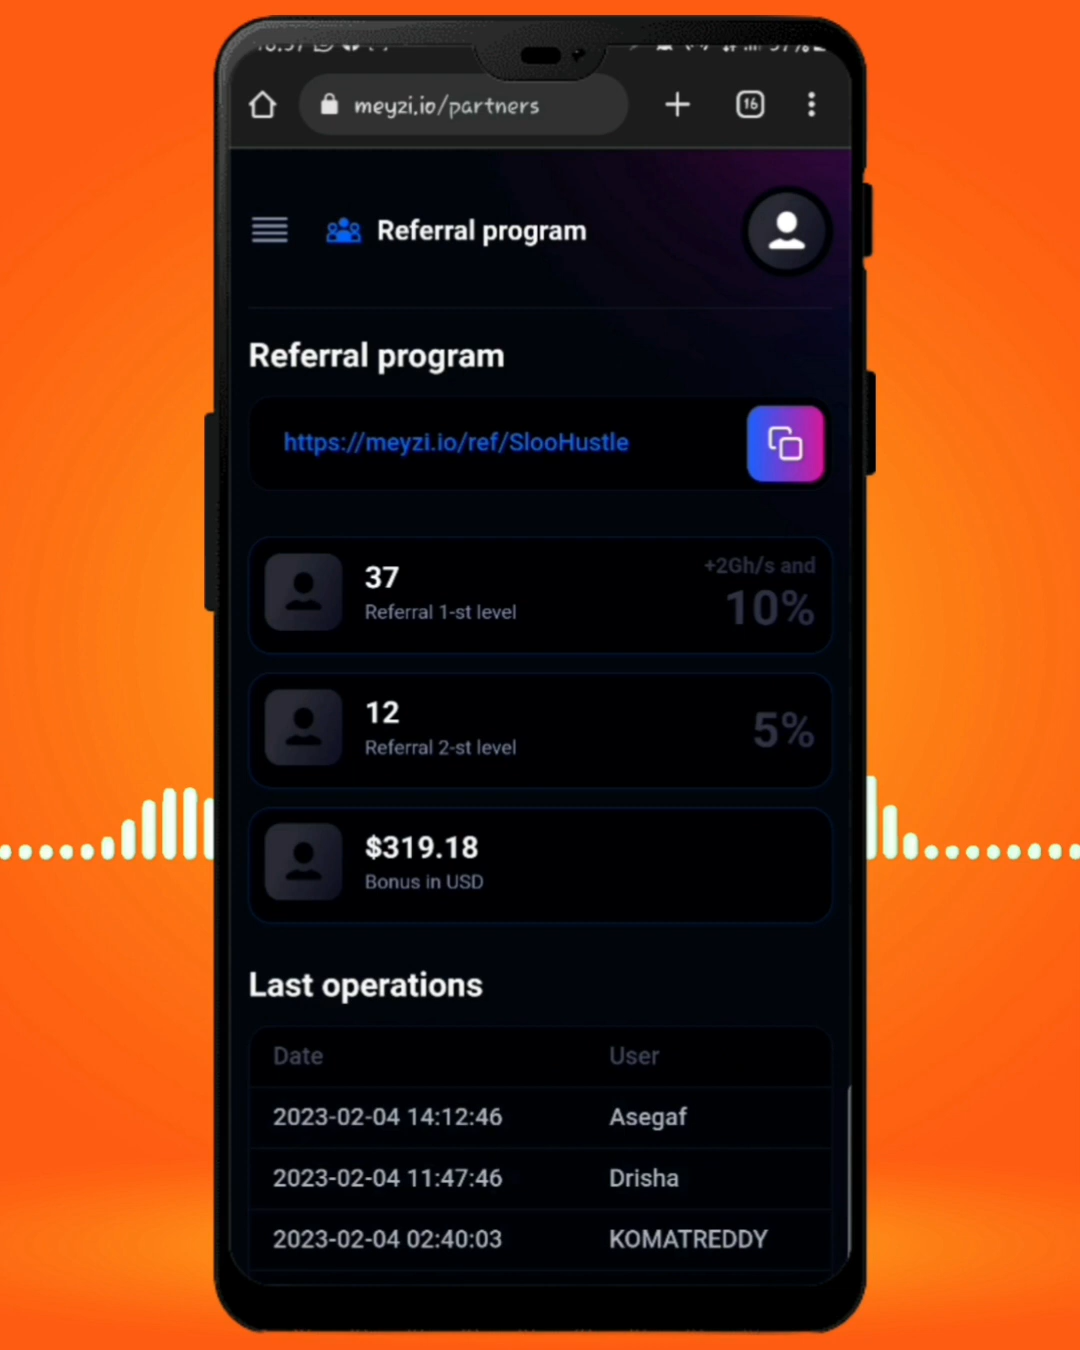 meyzi.io/partners
16
Referral program
Referral program
https://meyzi.io/ref/SlooHustle
37
Referral 1-st level
+2Gh/s and
10%
12
Referral 2-st level
5%
$319.18
Bonus in USD
Last operations
Date User
2023-02-04 14:12:46 Asegaf
2023-02-04 11:47:46 Drisha
2023-02-04 02:40:03 KOMATREDDY